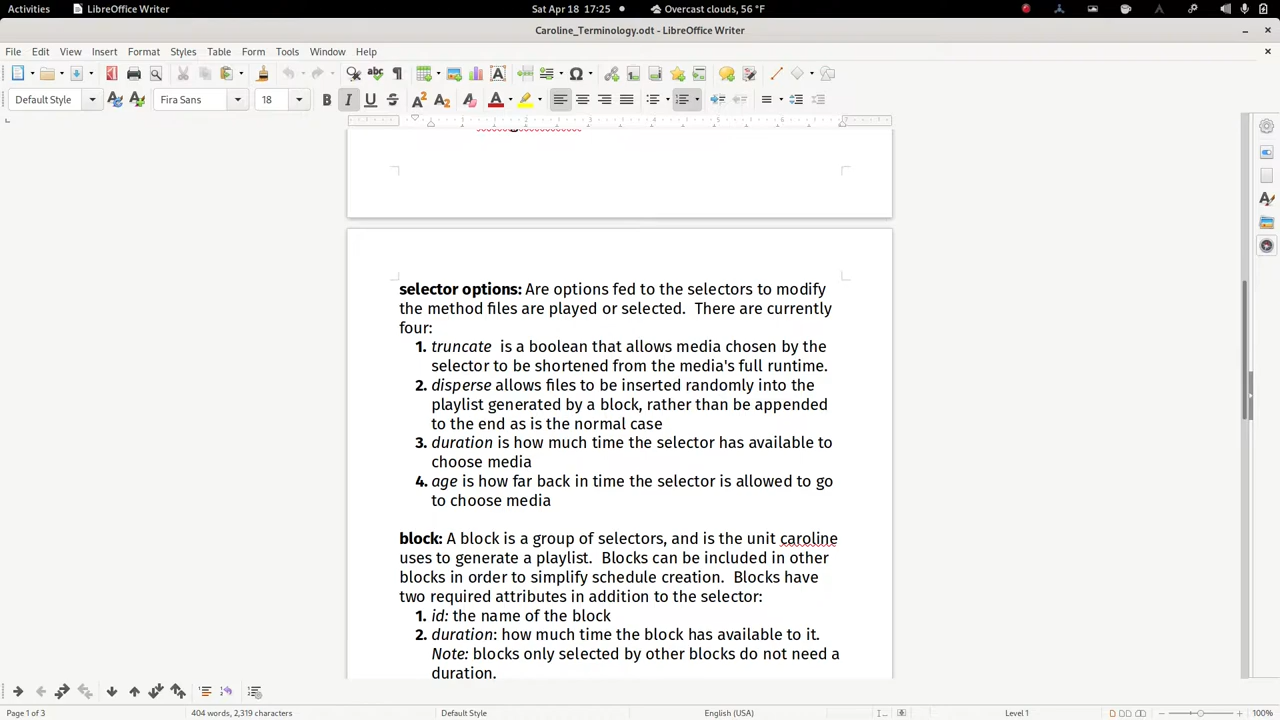 Activities LibreOffice Writer Sat Apr 18 17:25 Overcast clouds, 56 °F
Caroline_Terminology.odt - LibreOffice Writer
File Edit View Insert Format Styles Table Form Tools Window Help
Default Style Fira Sans 18
selector options: Are options fed to the selectors to modify
the method files are played or selected.  There are currently
four:
1. truncate  is a boolean that allows media chosen by the
selector to be shortened from the media's full runtime.
2. disperse allows files to be inserted randomly into the
playlist generated by a block, rather than be appended
to the end as is the normal case
3. duration is how much time the selector has available to
choose media
4. age is how far back in time the selector is allowed to go
to choose media
block: A block is a group of selectors, and is the unit caroline
uses to generate a playlist.  Blocks can be included in other
blocks in order to simplify schedule creation.  Blocks have
two required attributes in addition to the selector:
1. id: the name of the block
2. duration: how much time the block has available to it.
Note: blocks only selected by other blocks do not need a
duration.
Page 1 of 3 404 words, 2,319 characters Default Style English (USA) Level 1 100%